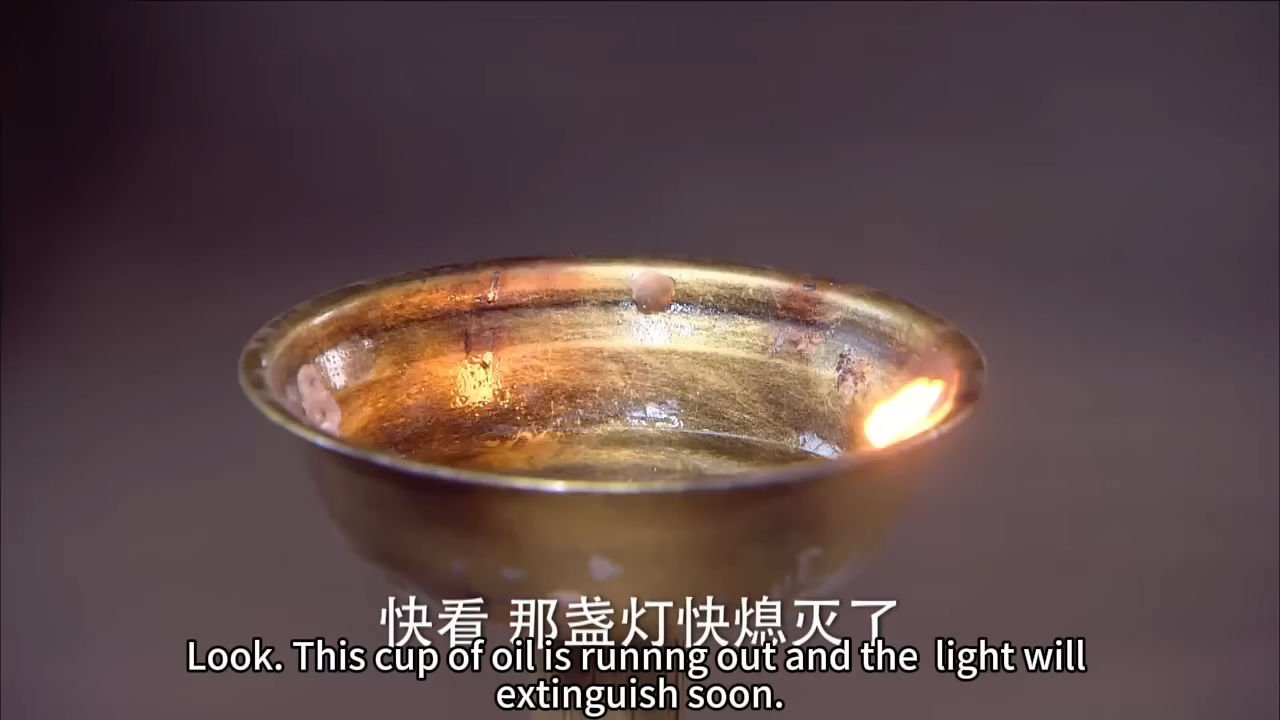 快看 那盏灯快熄灭了
Look. This cup of oil is runnng out and the light will
extinguish soon.